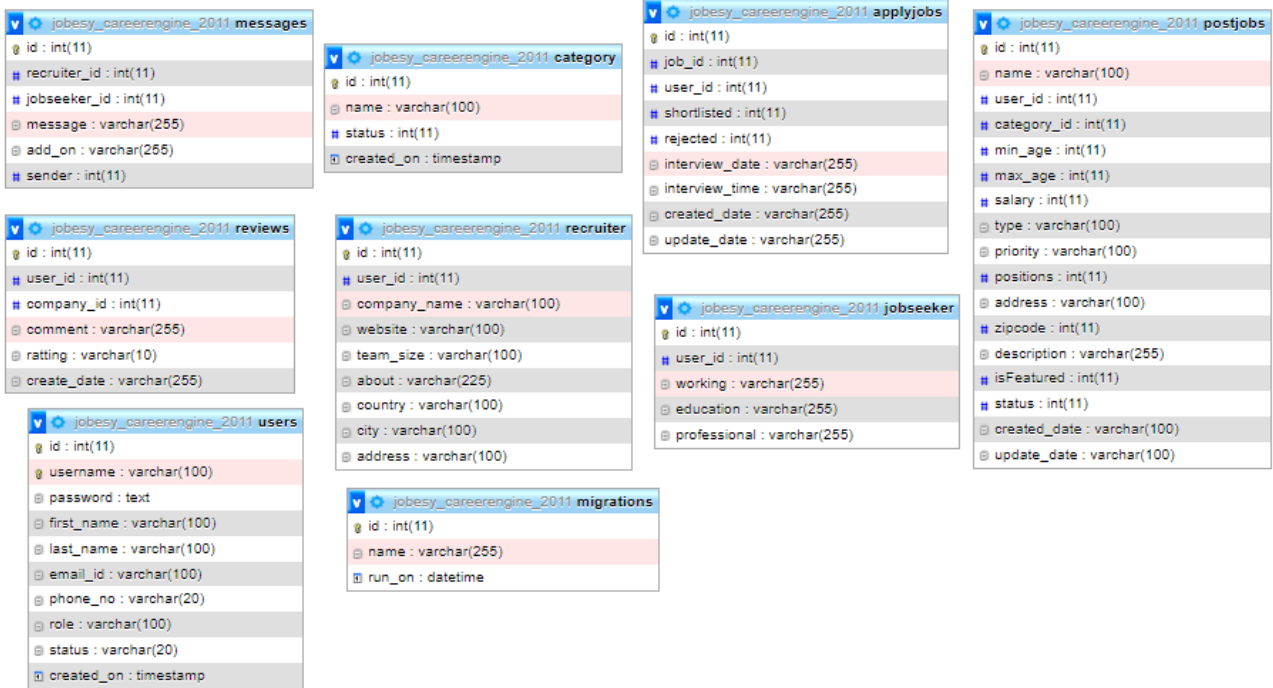 jobesy_careerengine_2011 messages
id : int(11)
recruiter_id : int(11)
jobseeker_id : int(11)
message : varchar(255)
add_on : varchar(255)
sender : int(11)
jobesy_careerengine_2011 category
id : int(11)
name : varchar(100)
status : int(11)
created_on : timestamp
jobesy_careerengine_2011 applyjobs
id : int(11)
job_id : int(11)
user_id : int(11)
shortlisted : int(11)
rejected : int(11)
interview_date : varchar(255)
interview_time : varchar(255)
created_date : varchar(255)
update_date : varchar(255)
jobesy_careerengine_2011 postjobs
id : int(11)
name : varchar(100)
user_id : int(11)
category_id : int(11)
min_age : int(11)
max_age : int(11)
salary : int(11)
type : varchar(100)
priority : varchar(100)
positions : int(11)
address : varchar(100)
zipcode : int(11)
description : varchar(255)
isFeatured : int(11)
status : int(11)
created_date : varchar(100)
update_date : varchar(100)
jobesy_careerengine_2011 reviews
id : int(11)
user_id : int(11)
company_id : int(11)
comment : varchar(255)
ratting : varchar(10)
create_date : varchar(255)
jobesy_careerengine_2011 recruiter
id : int(11)
user_id : int(11)
company_name : varchar(100)
website : varchar(100)
team_size : varchar(100)
about : varchar(225)
country : varchar(100)
city : varchar(100)
address : varchar(100)
jobesy_careerengine_2011 jobseeker
id : int(11)
user_id : int(11)
working : varchar(255)
education : varchar(255)
professional : varchar(255)
jobesy_careerengine_2011 users
id : int(11)
username : varchar(100)
password : text
first_name : varchar(100)
last_name : varchar(100)
email_id : varchar(100)
phone_no : varchar(20)
role : varchar(100)
status : varchar(20)
created_on : timestamp
jobesy_careerengine_2011 migrations
id : int(11)
name : varchar(255)
run_on : datetime